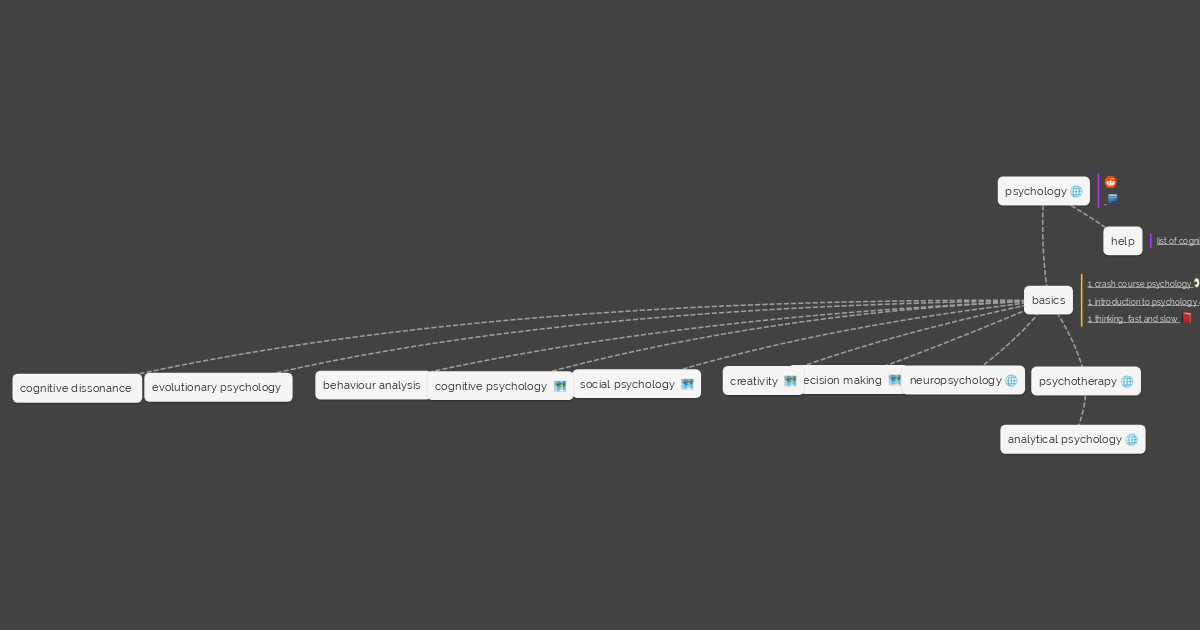 psychology
help
list of cogni
basics
1 crash course psychology
1 introduction to psychology
1 thinking, fast and slow
cognitive dissonance
evolutionary psychology
behaviour analysis
cognitive psychology
social psychology
creativity
ecision making
neuropsychology
psychotherapy
analytical psychology